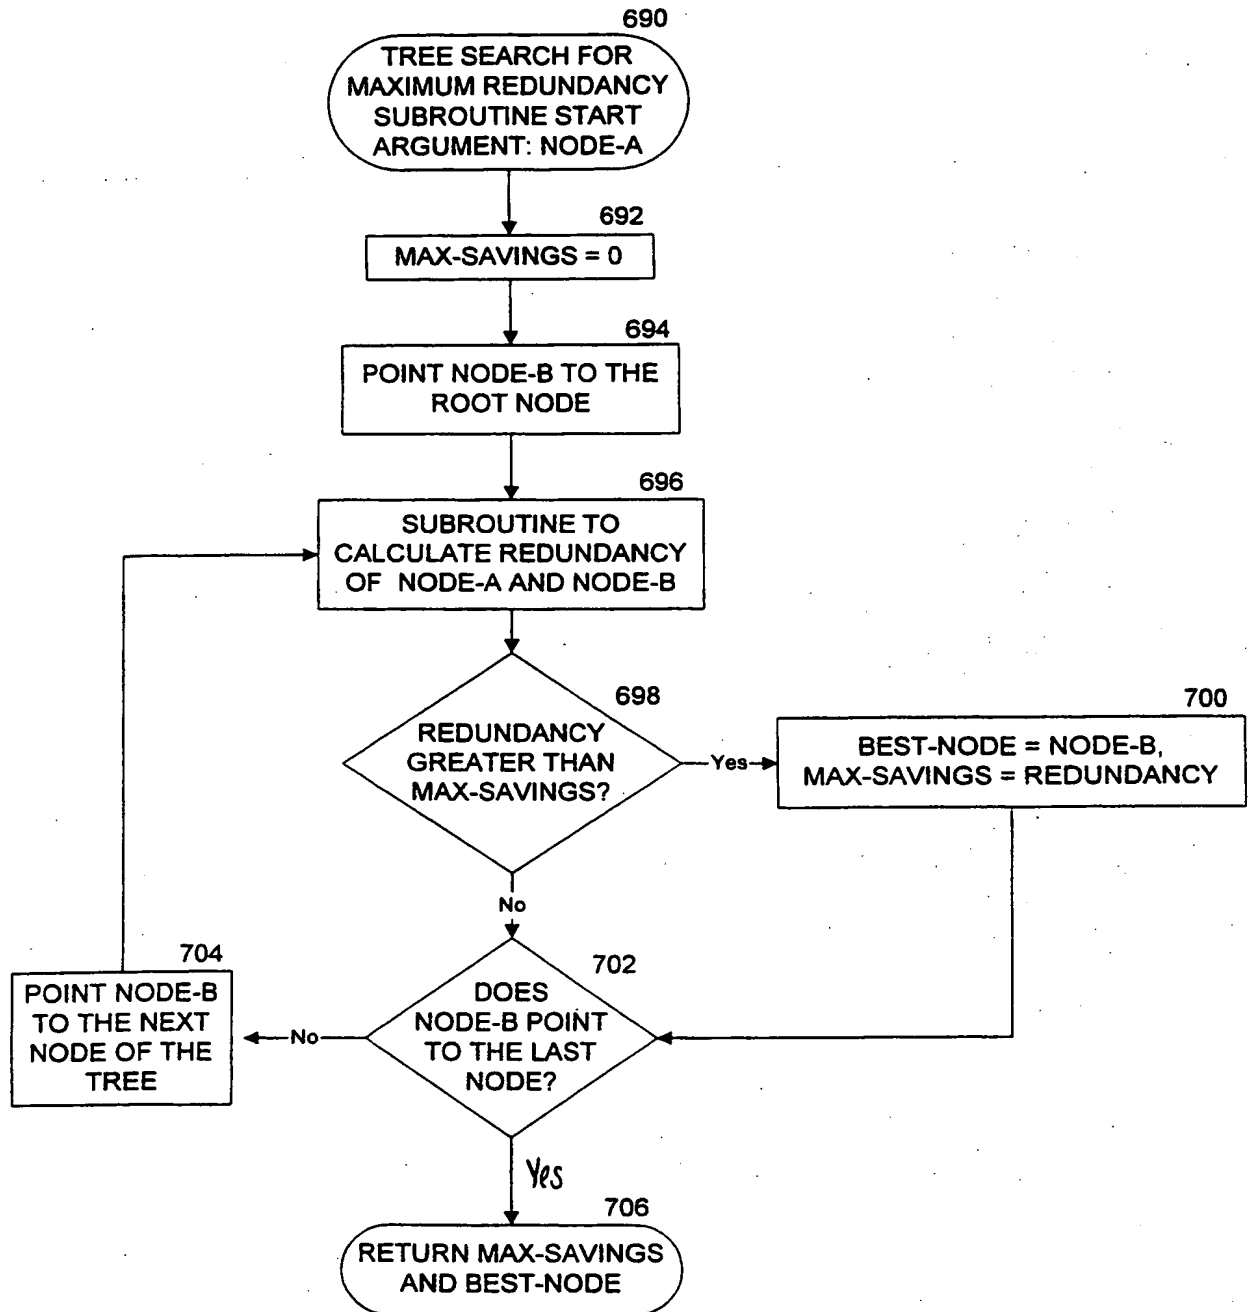 690
TREE SEARCH FOR
MAXIMUM REDUNDANCY
SUBROUTINE START
ARGUMENT: NODE-A
692
MAX-SAVINGS = 0
694
POINT NODE-B TO THE
ROOT NODE
696
SUBROUTINE TO
CALCULATE REDUNDANCY
OF NODE-A AND NODE-B
698
REDUNDANCY
GREATER THAN
MAX-SAVINGS?
Yes
700
BEST-NODE = NODE-B,
MAX-SAVINGS = REDUNDANCY
No
702
DOES
NODE-B POINT
TO THE LAST
NODE?
No
704
POINT NODE-B
TO THE NEXT
NODE OF THE
TREE
Yes
706
RETURN MAX-SAVINGS
AND BEST-NODE